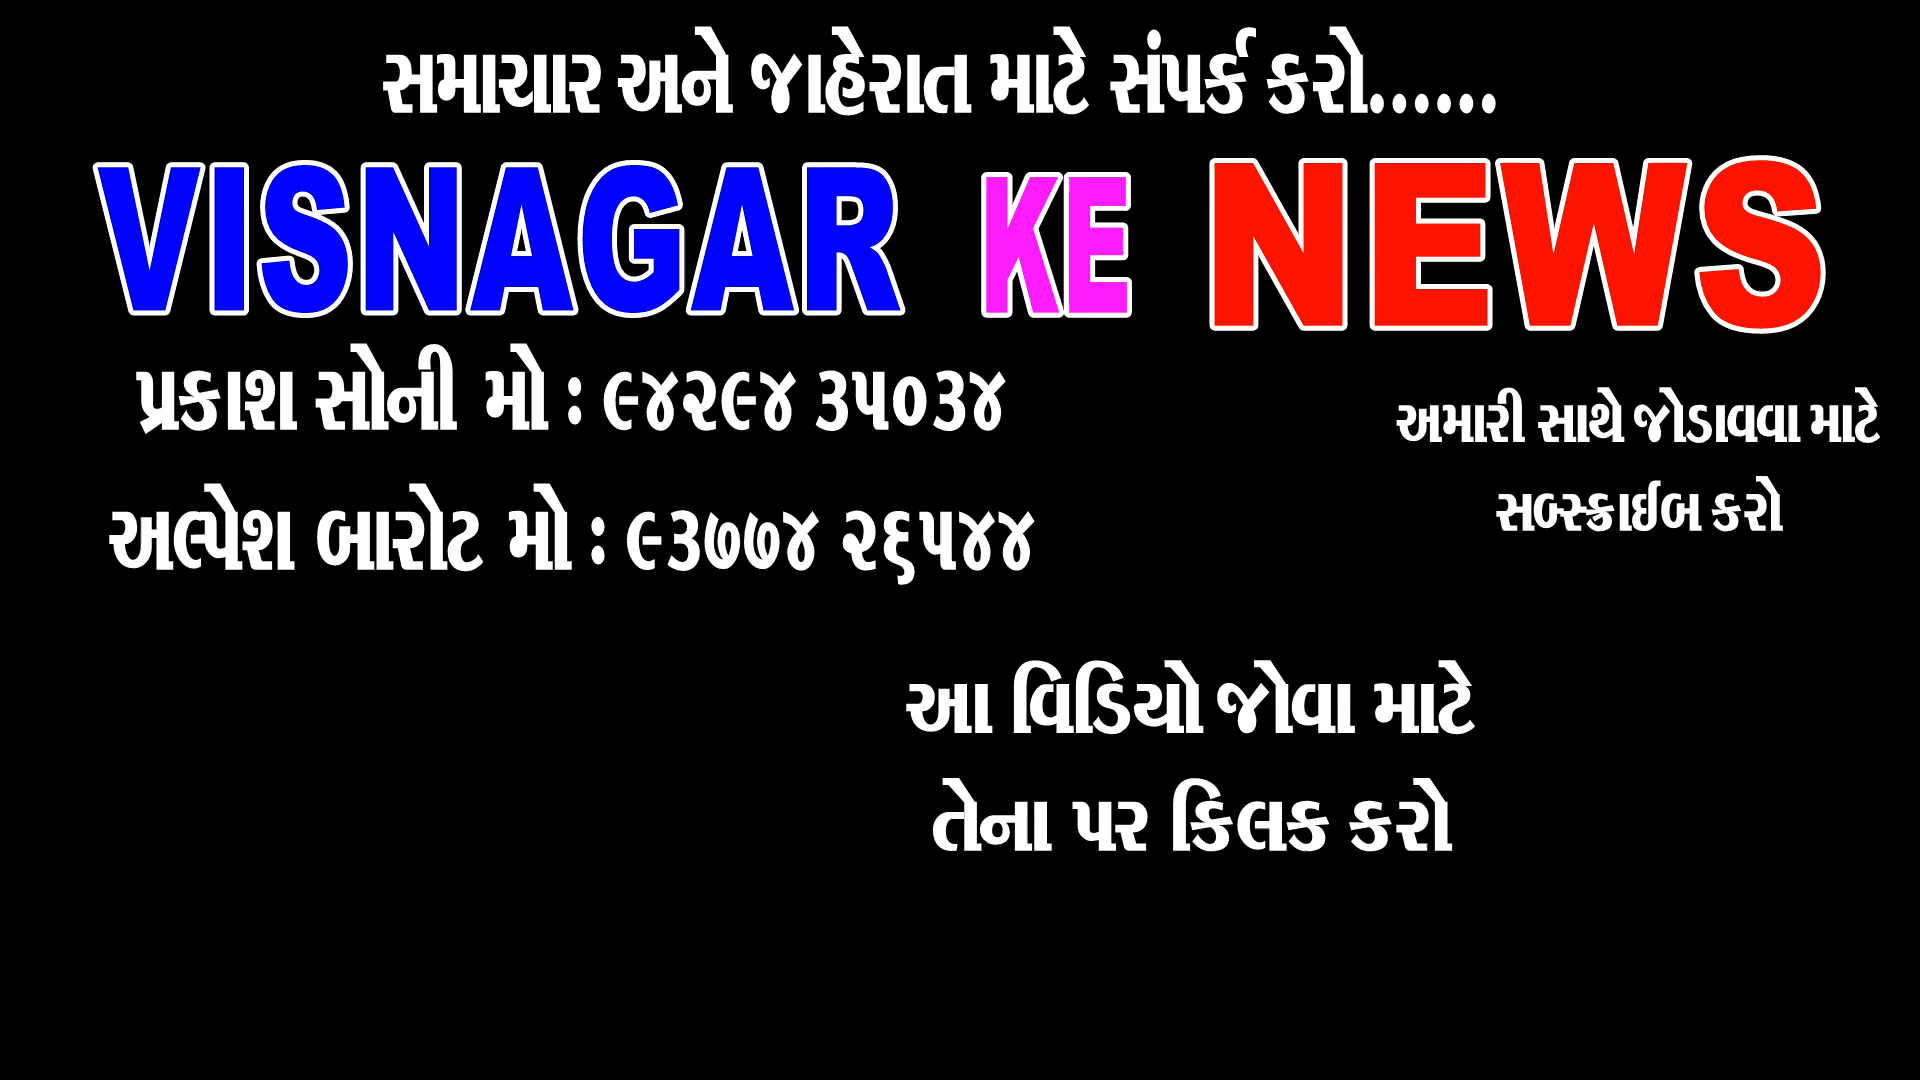 સમાચાર અને જાહેરાત માટે સંપર્ક કરો......
VISNAGAR KE NEWS
પ્રકાશ સોની મો : ૯૪૨૯૪ ૩૫૦૩૪
અલ્પેશ બારોટ મો : ૯૩૭૭૪ ૨૬૫૪૪
અમારી સાથે જોડાવવા માટે
સબ્સ્ક્રાઈબ કરો
આ વિડિયો જોવા માટે
તેના પર કિલક કરો